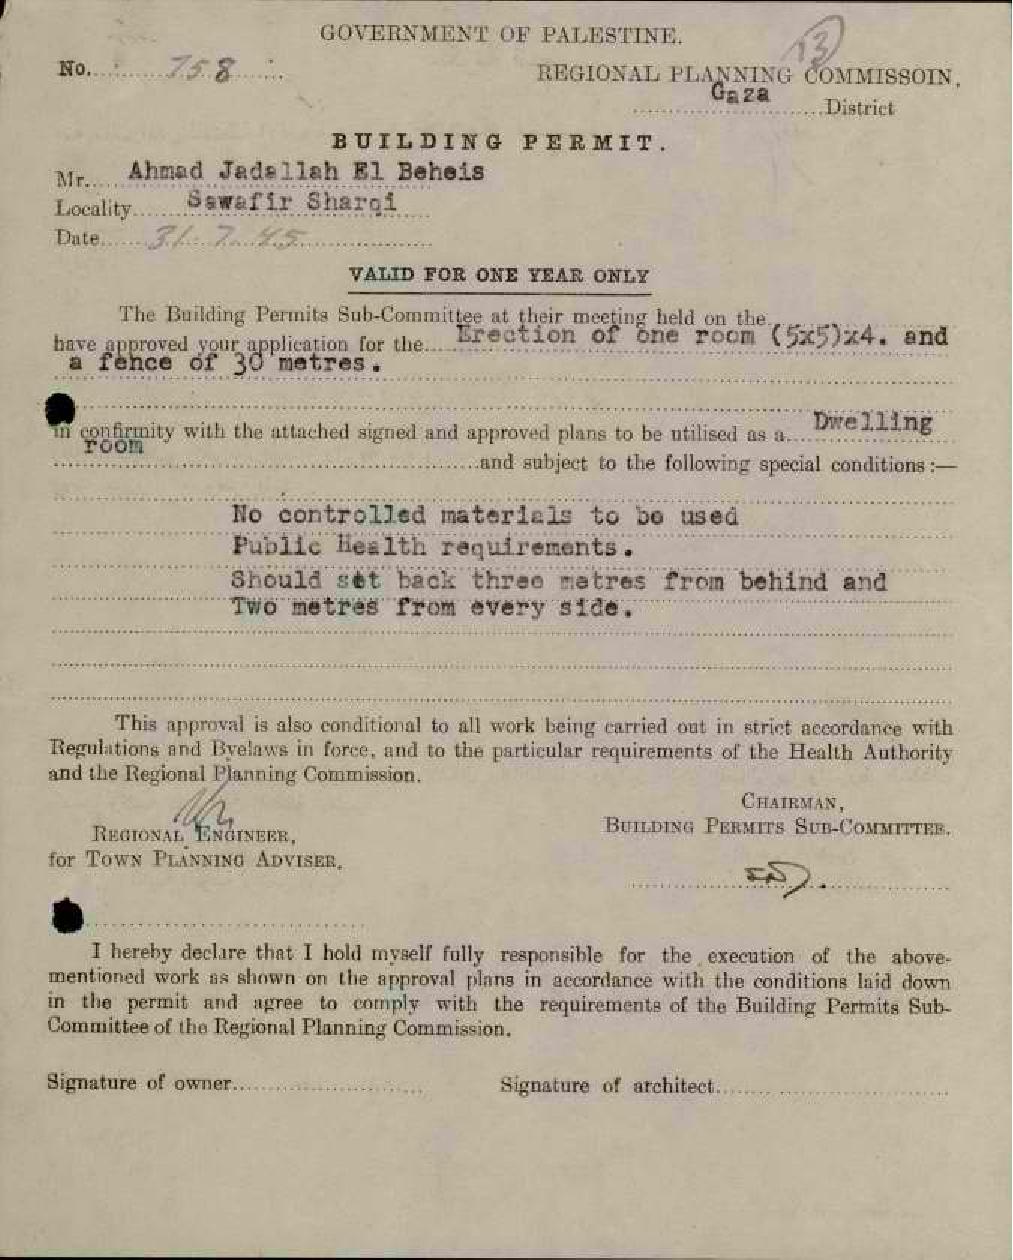 13
GOVERNMENT OF PALESTINE.
No. 758
REGIONAL PLANNING COMMISSOIN,
Gaza District
BUILDING PERMIT.
Mr. Ahmad Jadallah El Beheis
Locality Sawafir Sharqi
Date 31.7.45
VALID FOR ONE YEAR ONLY
The Building Permits Sub-Committee at their meeting held on the
have approved your application for the Erection of one room (5x5)x4. and
a fence of 30 metres.
in confirmity with the attached signed and approved plans to be utilised as a Dwelling
room and subject to the following special conditions :—
No controlled materials to be used
Public Health requirements.
Should set back three metres from behind and
Two metres from every side.
This approval is also conditional to all work being carried out in strict accordance with
Regulations and Byelaws in force, and to the particular requirements of the Health Authority
and the Regional Planning Commission.
CHAIRMAN,
BUILDING PERMITS SUB-COMMITTEE.
REGIONAL ENGINEER,
for TOWN PLANNING ADVISER.
I hereby declare that I hold myself fully responsible for the execution of the above-
mentioned work as shown on the approval plans in accordance with the conditions laid down
in the permit and agree to comply with the requirements of the Building Permits Sub-
Committee of the Regional Planning Commission.
Signature of owner
Signature of architect